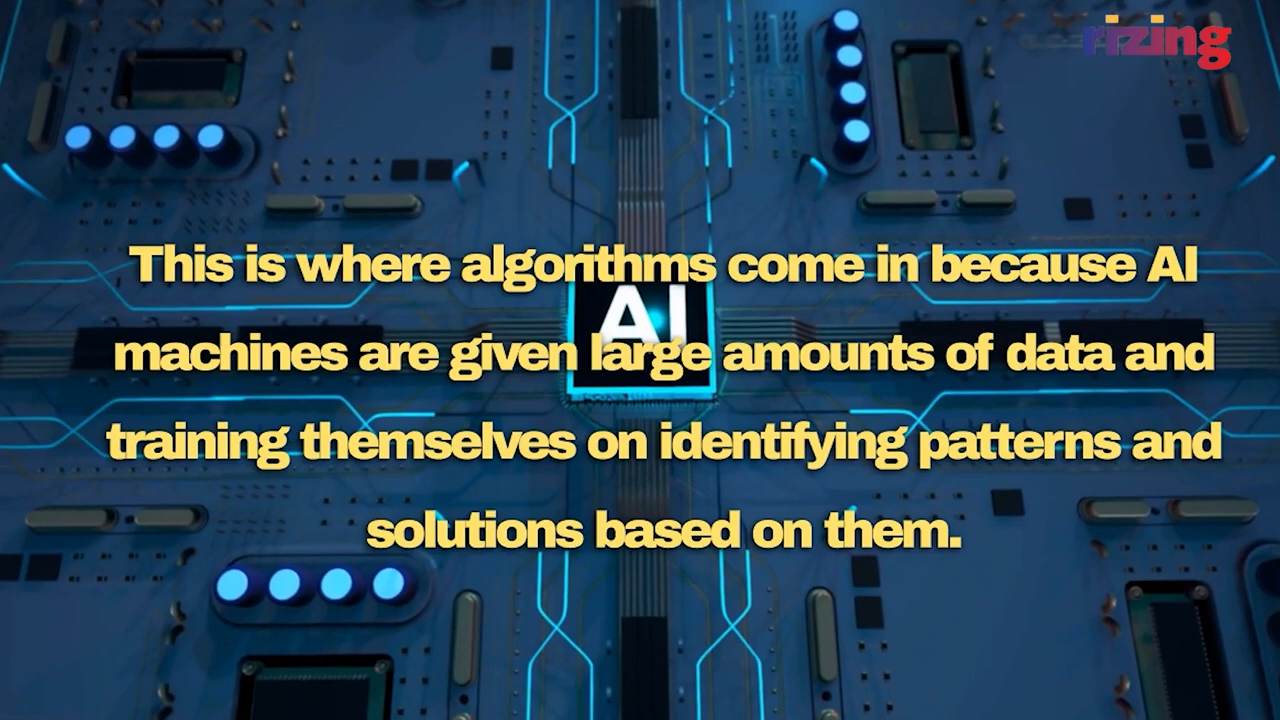 rizing
This is where algorithms come in because AI
AI
machines are given large amounts of data and
training themselves on identifying patterns and
solutions based on them.